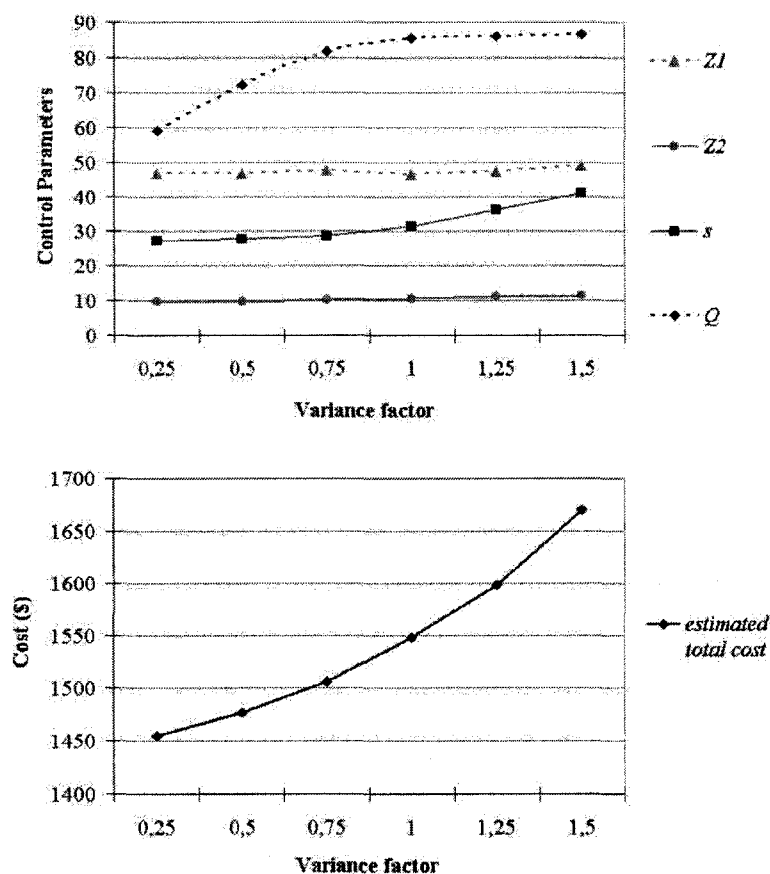 90
80
70
60
50
40
30
20
10
0
Control Parameters
0,25 0,5 0,75 1 1,25 1,5
Variance factor
Z1
Z2
s
Q
1700
1650
1600
1550
1500
1450
1400
Cost ($)
0,25 0,5 0,75 1 1,25 1,5
Variance factor
estimated
total cost